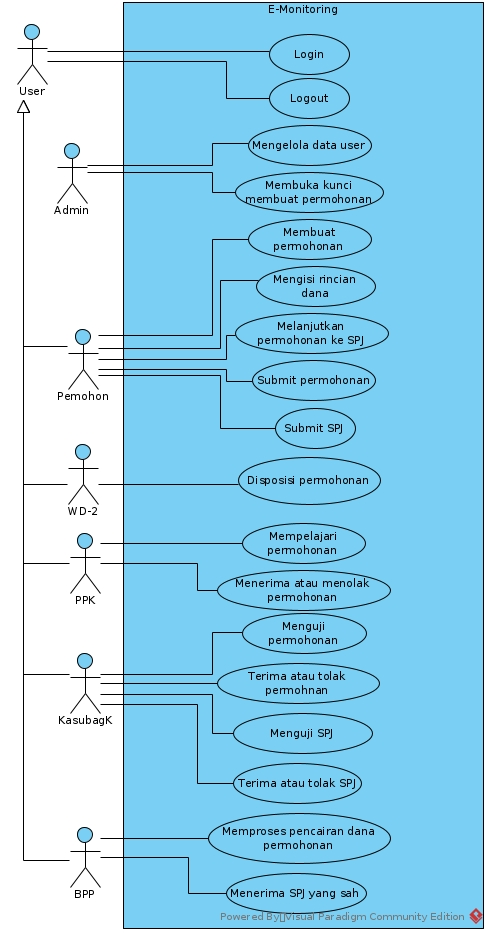 E-Monitoring
Login
User
Logout
Mengelola data user
Admin
Membuka kunci
membuat permohonan
Membuat
permohonan
Mengisi rincian
dana
Melanjutkan
permohonan ke SPJ
Pemohon
Submit permohonan
Submit SPJ
WD-2
Disposisi permohonan
Mempelajari
permohonan
PPK
Menerima atau menolak
permohonan
Menguji
permohonan
KasubagK
Terima atau tolak
permohnan
Menguji SPJ
Terima atau tolak SPJ
BPP
Memproses pencairan dana
permohonan
Menerima SPJ yang sah
Powered By▯▯Visual Paradigm Community Edition